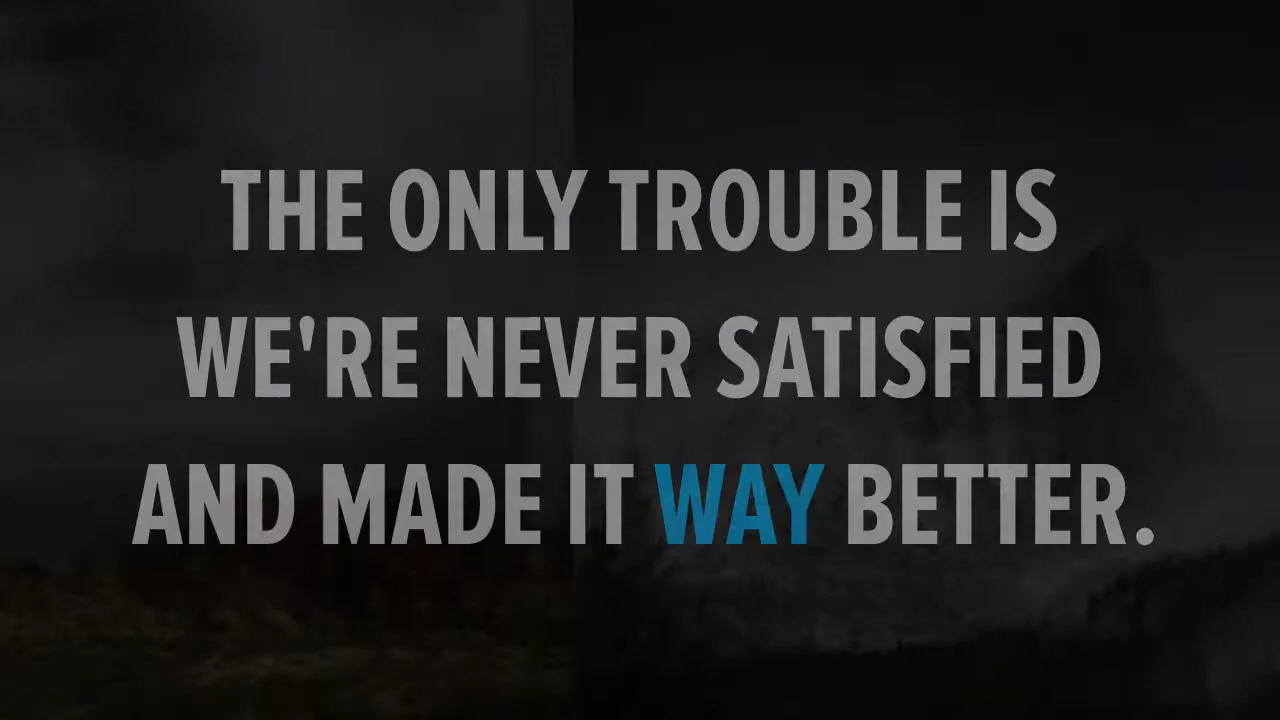 THE ONLY TROUBLE IS
WE'RE NEVER SATISFIED
AND MADE IT WAY BETTER.